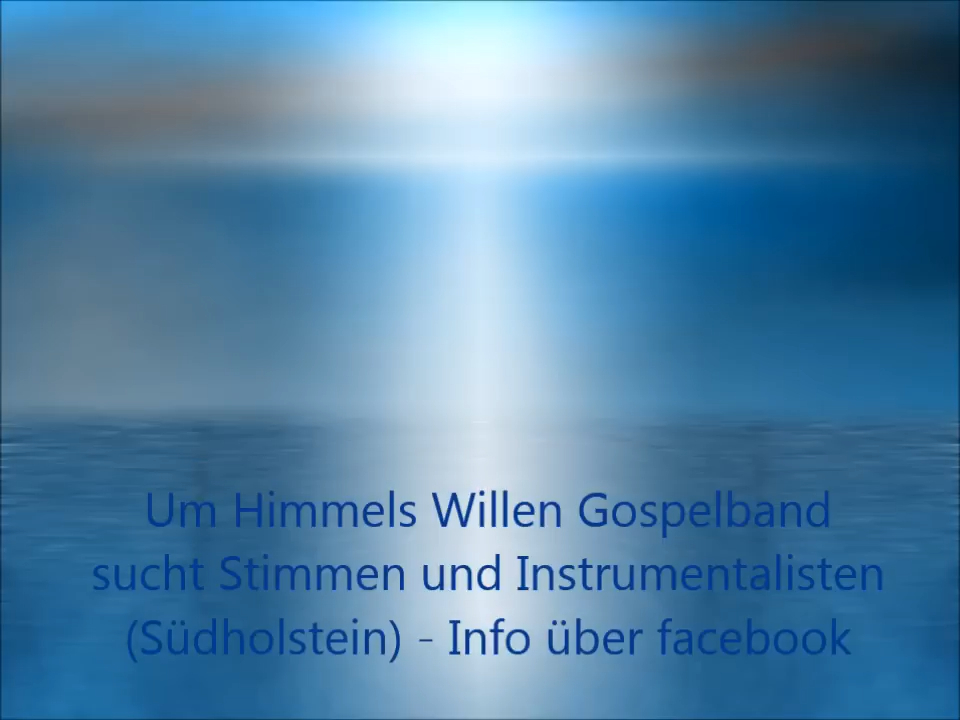 Um Himmels Willen Gospelband
sucht Stimmen und Instrumentalisten
(Südholstein) - Info über facebook